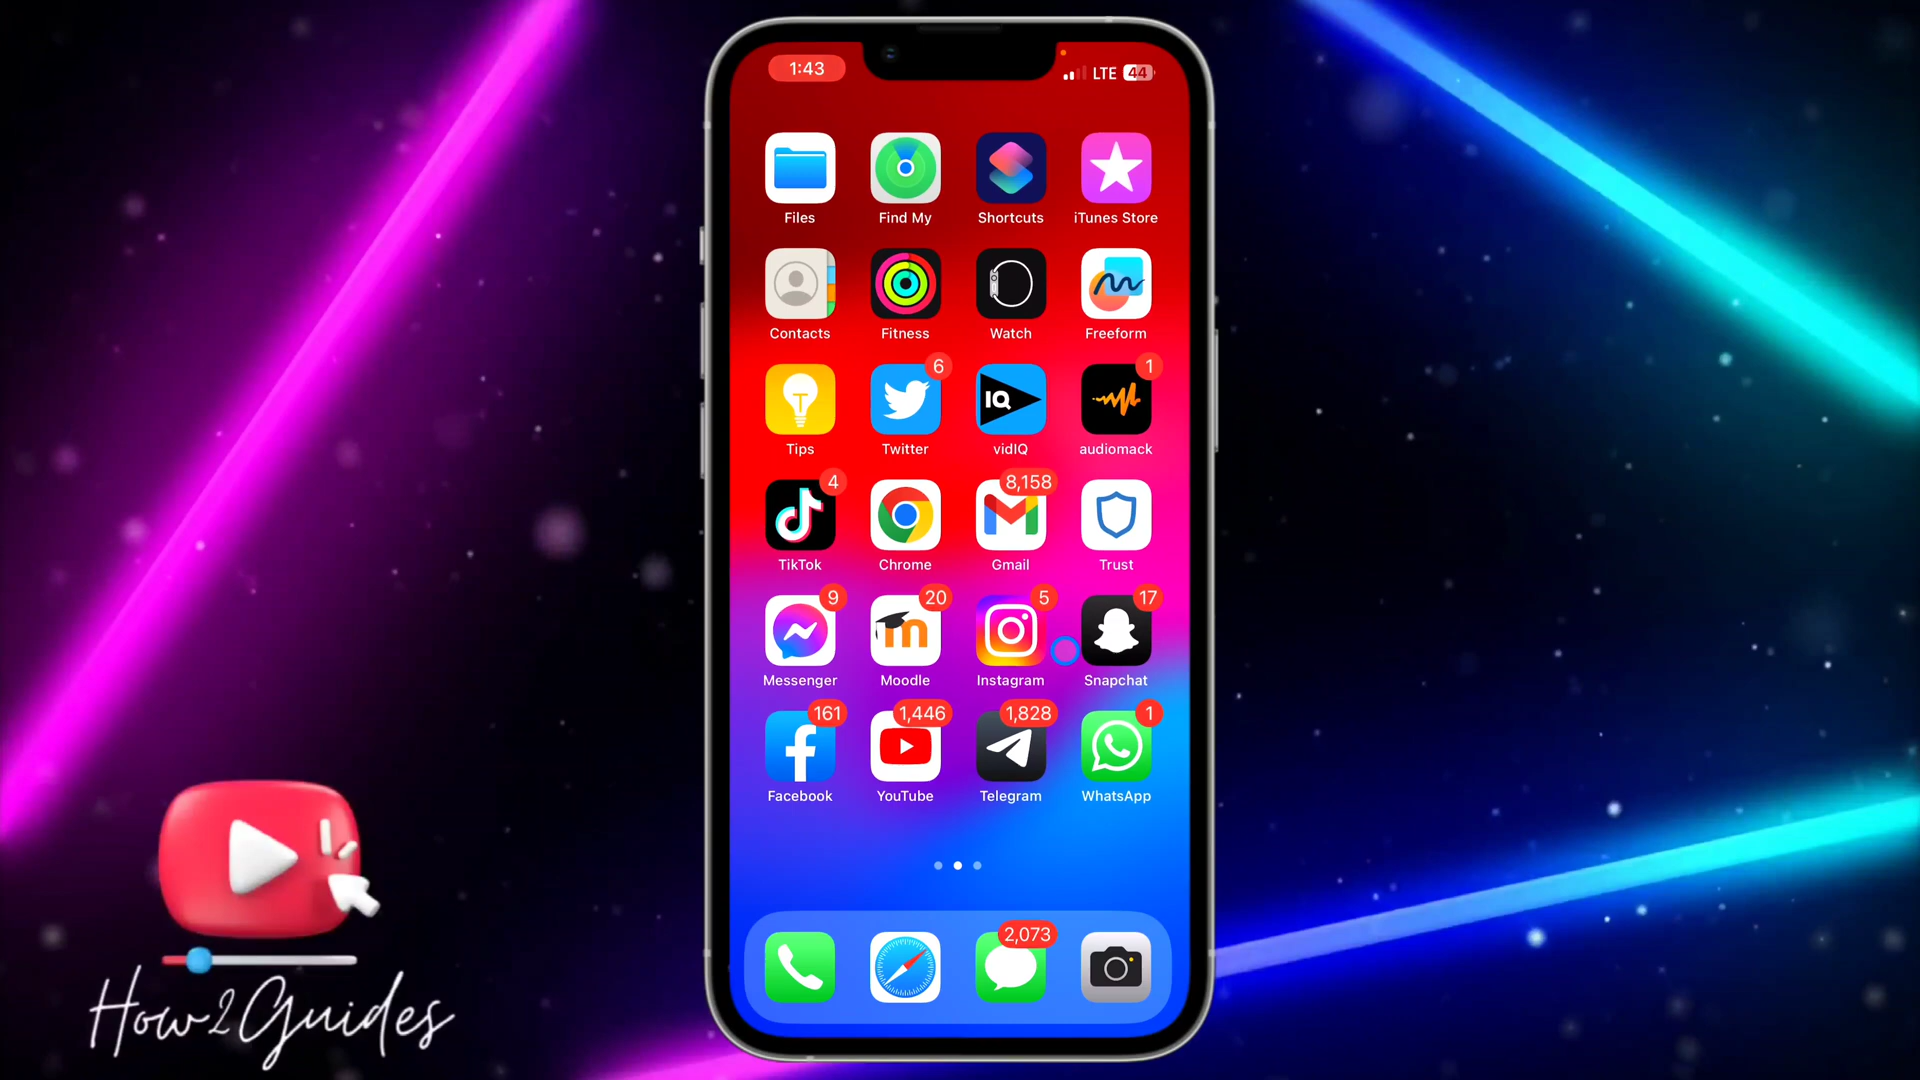 1:43
LTE 44
Files Find My Shortcuts iTunes Store
Contacts Fitness Watch Freeform
6 1
IQ
Tips Twitter vidIQ audiomack
4 8,158
TikTok Chrome Gmail Trust
9 20 5 17
m
Messenger Moodle Instagram Snapchat
161 1,446 1,828 1
Facebook YouTube Telegram WhatsApp
2,073
How2Guides